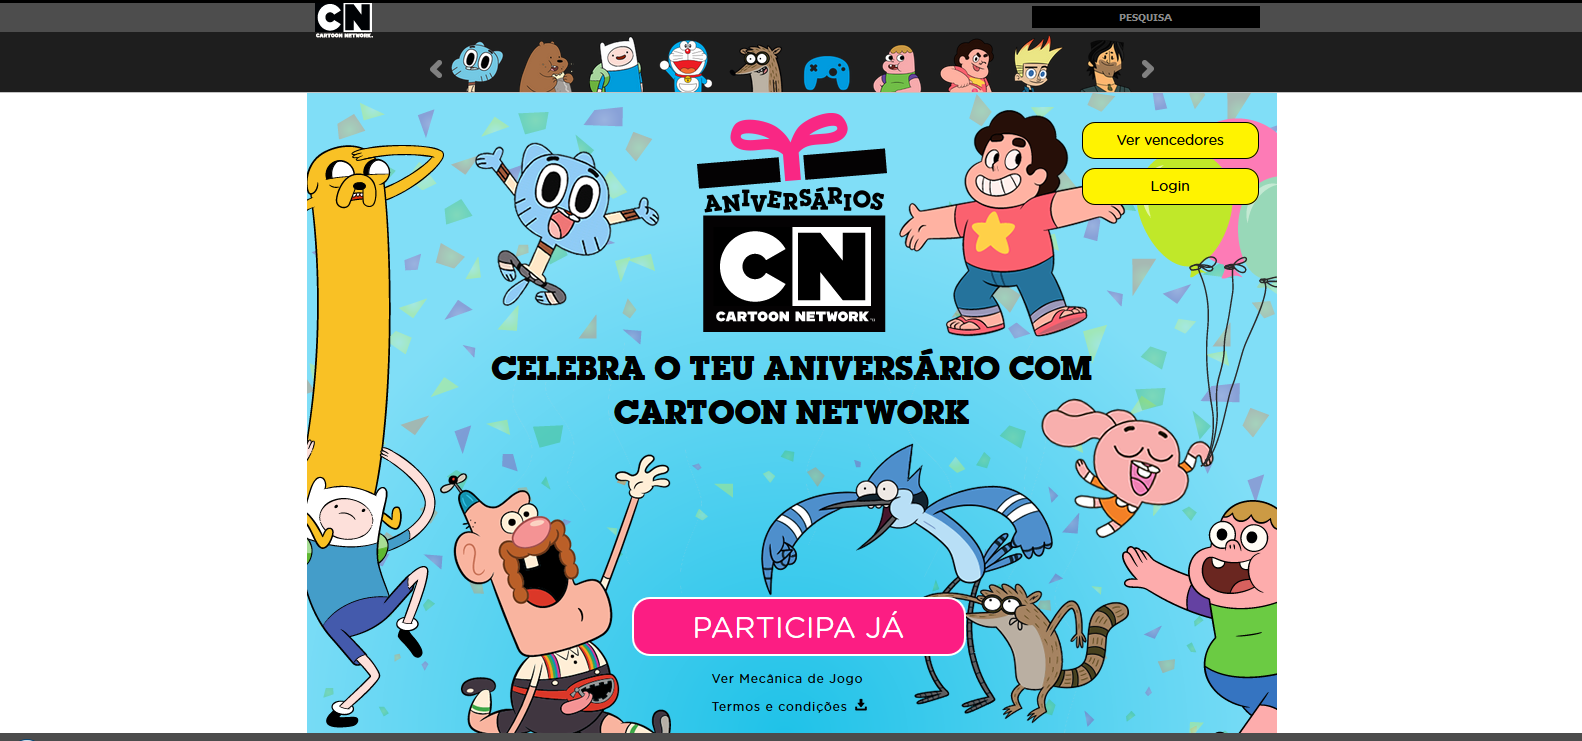 CN
CARTOON NETWORK.
PESQUISA
Ver vencedores
Login
ANIVERSÁRIOS
CN
CARTOON NETWORK
CELEBRA O TEU ANIVERSÁRIO COM
CARTOON NETWORK
PARTICIPA JÁ
Ver Mecânica de Jogo
Termos e condições